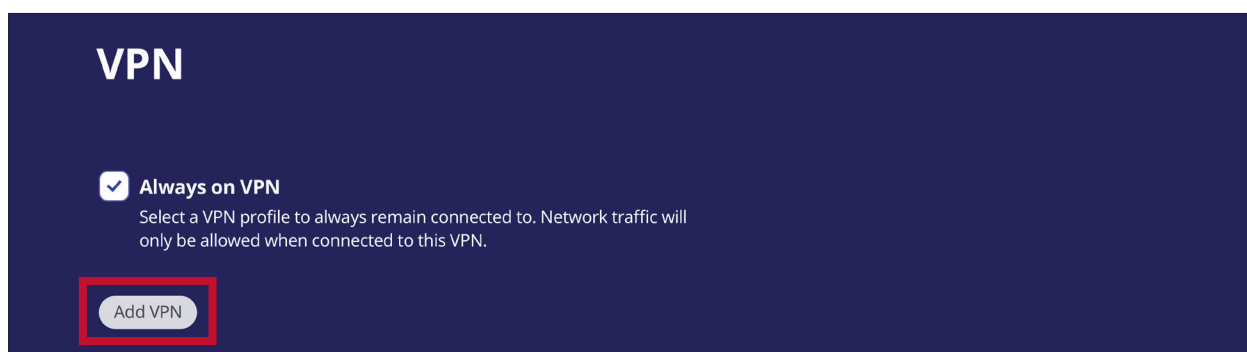 VPN
Always on VPN
Select a VPN profile to always remain connected to. Network traffic will
only be allowed when connected to this VPN.
Add VPN